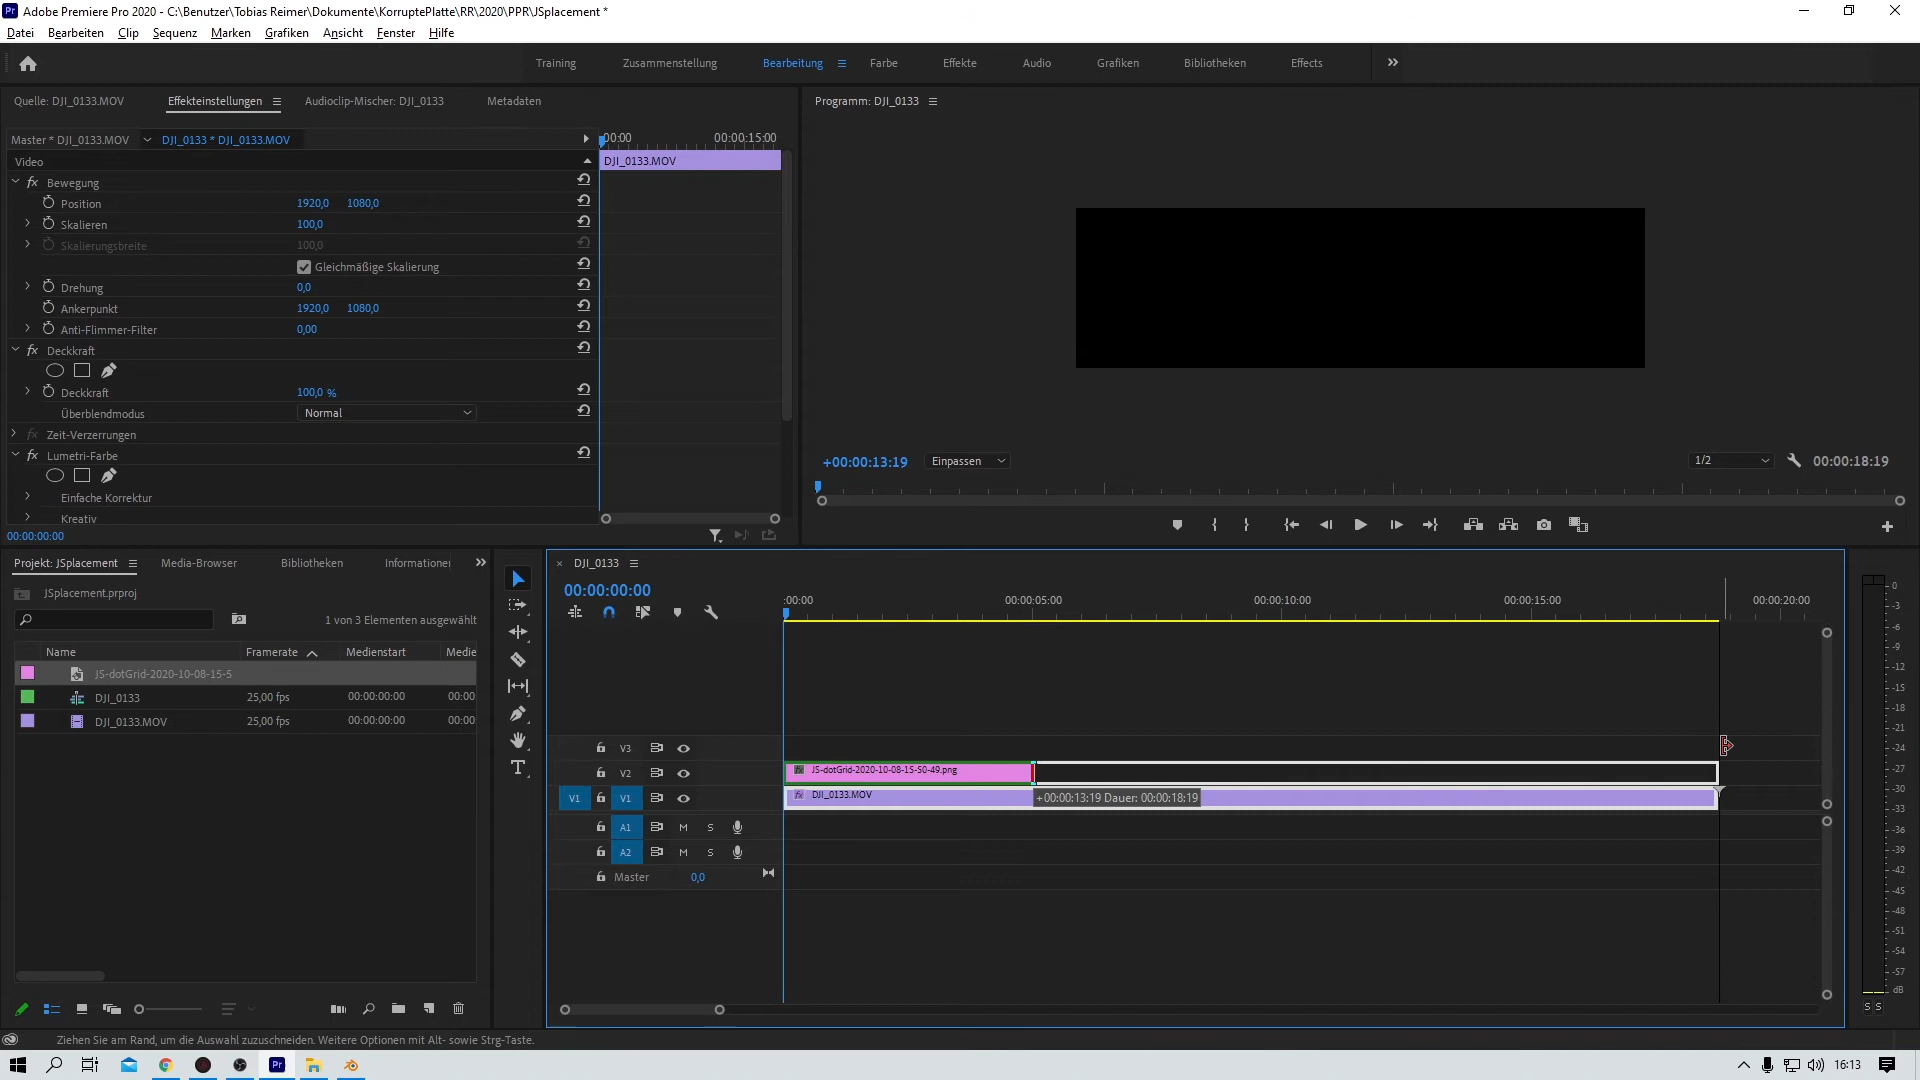 Adobe Premiere Pro 2020 - C:\Benutzer\Tobias Reimer\Dokumente\KorruptePlatte\RR\2020\PPR\JSplacement *
Datei Bearbeiten Clip Sequenz Marken Grafiken Ansicht Fenster Hilfe
Training Zusammenstellung Bearbeitung Farbe Effekte Audio Grafiken Bibliotheken Effects
Quelle: DJI_0133.MOV Effekteinstellungen Audioclip-Mischer: DJI_0133 Metadaten
Programm: DJI_0133
Master * DJI_0133.MOV DJI_0133 * DJI_0133.MOV
:00:00 00:00:15:00
Video
DJI_0133.MOV
fx Bewegung
Position 1920,0 1080,0
Skalieren 100,0
Skalierungsbreite 100,0
Gleichmäßige Skalierung
Drehung 0,0
Ankerpunkt 1920,0 1080,0
Anti-Flimmer-Filter 0,00
fx Deckkraft
Deckkraft 100,0 %
Überblendmodus Normal
fx Zeit-Verzerrungen
fx Lumetri-Farbe
Einfache Korrektur
Kreativ
00:00:00:00
+00:00:13:19 Einpassen 1/2 00:00:18:19
Projekt: JSplacement Media-Browser Bibliotheken Informationen
JSplacement.prproj
1 von 3 Elementen ausgewählt
Name Framerate Medienstart Medie
JS-dotGrid-2020-10-08-15-5
DJI_0133 25,00 fps 00:00:00:00 00:00
DJI_0133.MOV 25,00 fps 00:00:00:00 00:00
DJI_0133
00:00:00:00
:00:00 00:00:05:00 00:00:10:00 00:00:15:00 00:00:20:00
V3
V2 JS-dotGrid-2020-10-08-15-50-49.png
V1 V1 DJI_0133.MOV
+00:00:13:19 Dauer: 00:00:18:19
A1 M S
A2 M S
Master 0,0
0
-3
-6
-9
-12
-15
-18
-21
-24
-27
-30
-33
-36
-39
-42
-45
-48
-51
-54
-57
dB
S S
Ziehen Sie am Rand, um die Auswahl zuzuschneiden. Weitere Optionen mit Alt- sowie Strg-Taste.
16:13